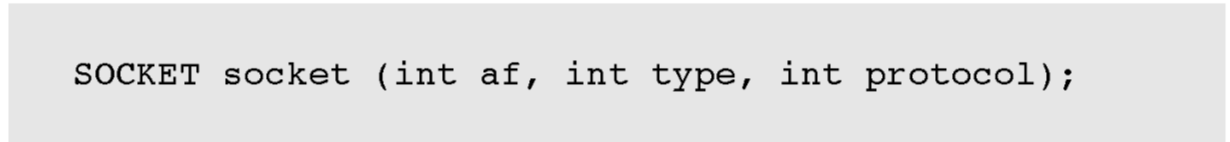 SOCKET socket (int af, int type, int protocol);